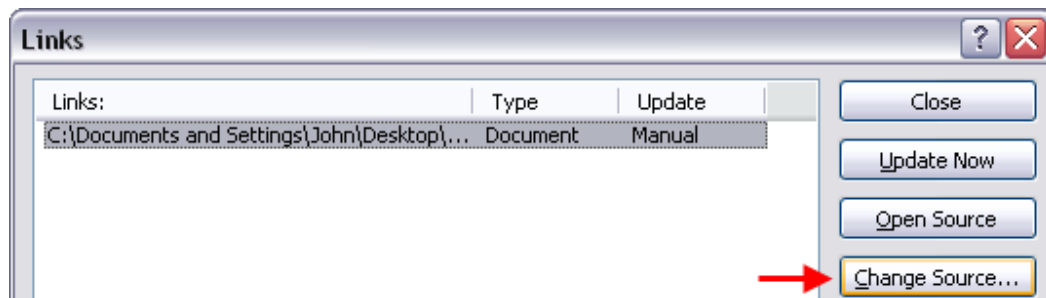 Links
Links: Type Update
C:\Documents and Settings\John\Desktop\... Document Manual
Close
Update Now
Open Source
Change Source...